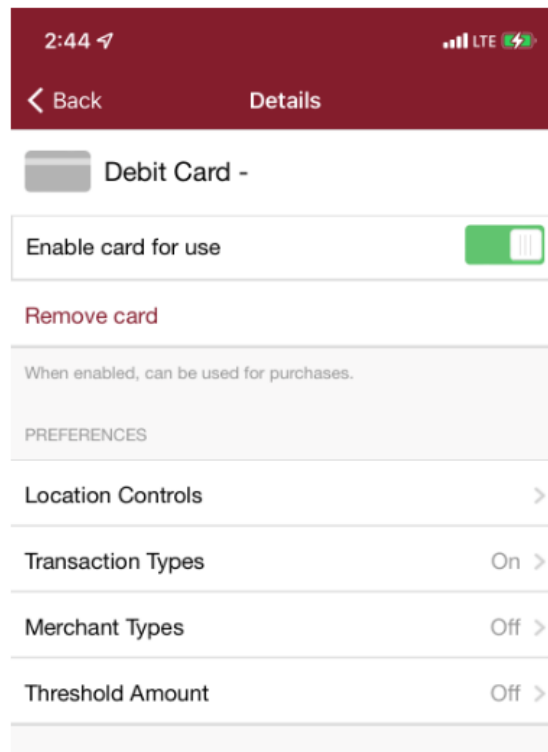 2:44 LTE
Back Details
Debit Card -
Enable card for use
Remove card
When enabled, can be used for purchases.
PREFERENCES
Location Controls
Transaction Types On
Merchant Types Off
Threshold Amount Off